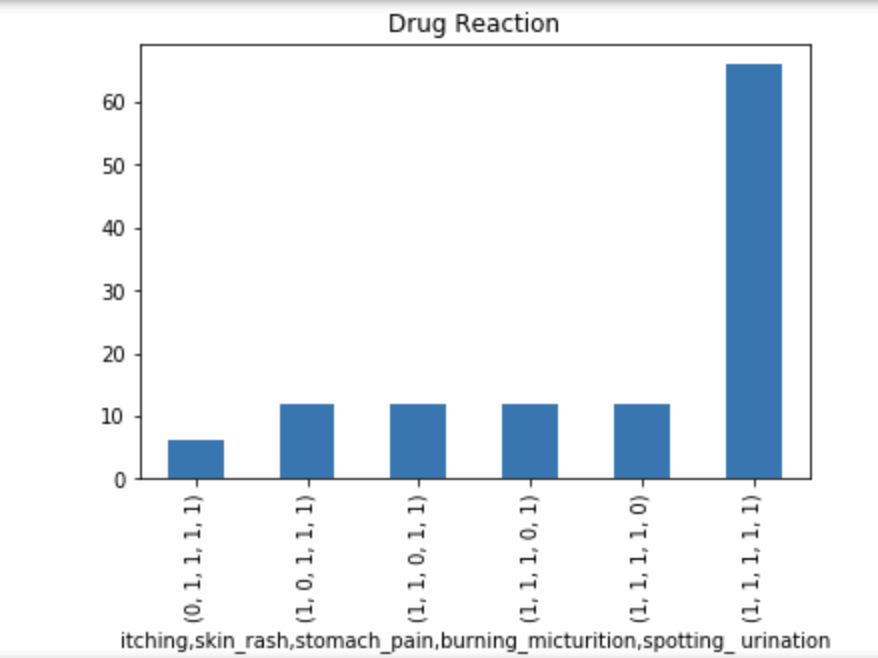 Drug Reaction
60
50
40
30
20
10
0
(0, 1, 1, 1, 1)
(1, 0, 1, 1, 1)
(1, 1, 0, 1, 1)
(1, 1, 1, 0, 1)
(1, 1, 1, 1, 0)
(1, 1, 1, 1, 1)
itching,skin_rash,stomach_pain,burning_micturition,spotting_ urination